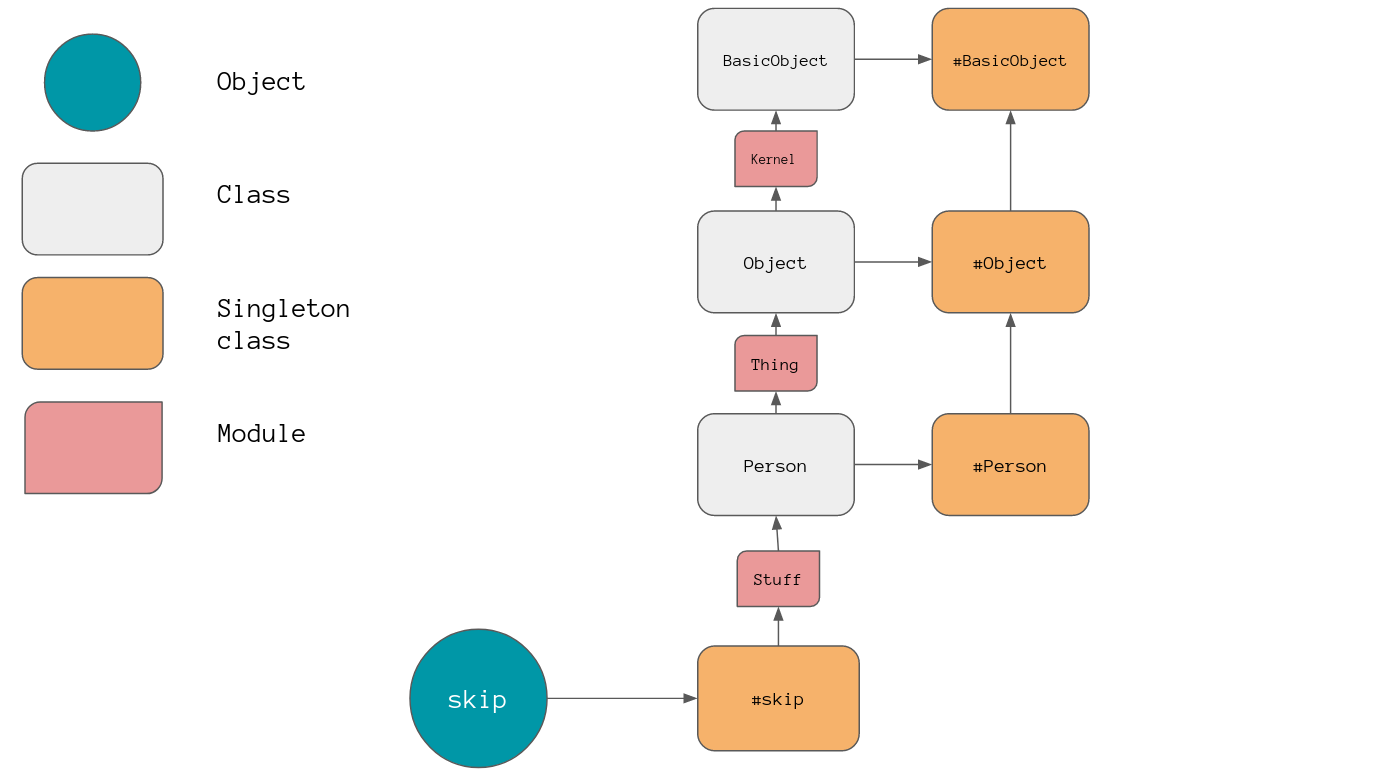 Object
Class
Singleton
class
Module
BasicObject
#BasicObject
Kernel
Object
#Object
Thing
Person
#Person
Stuff
skip
#skip